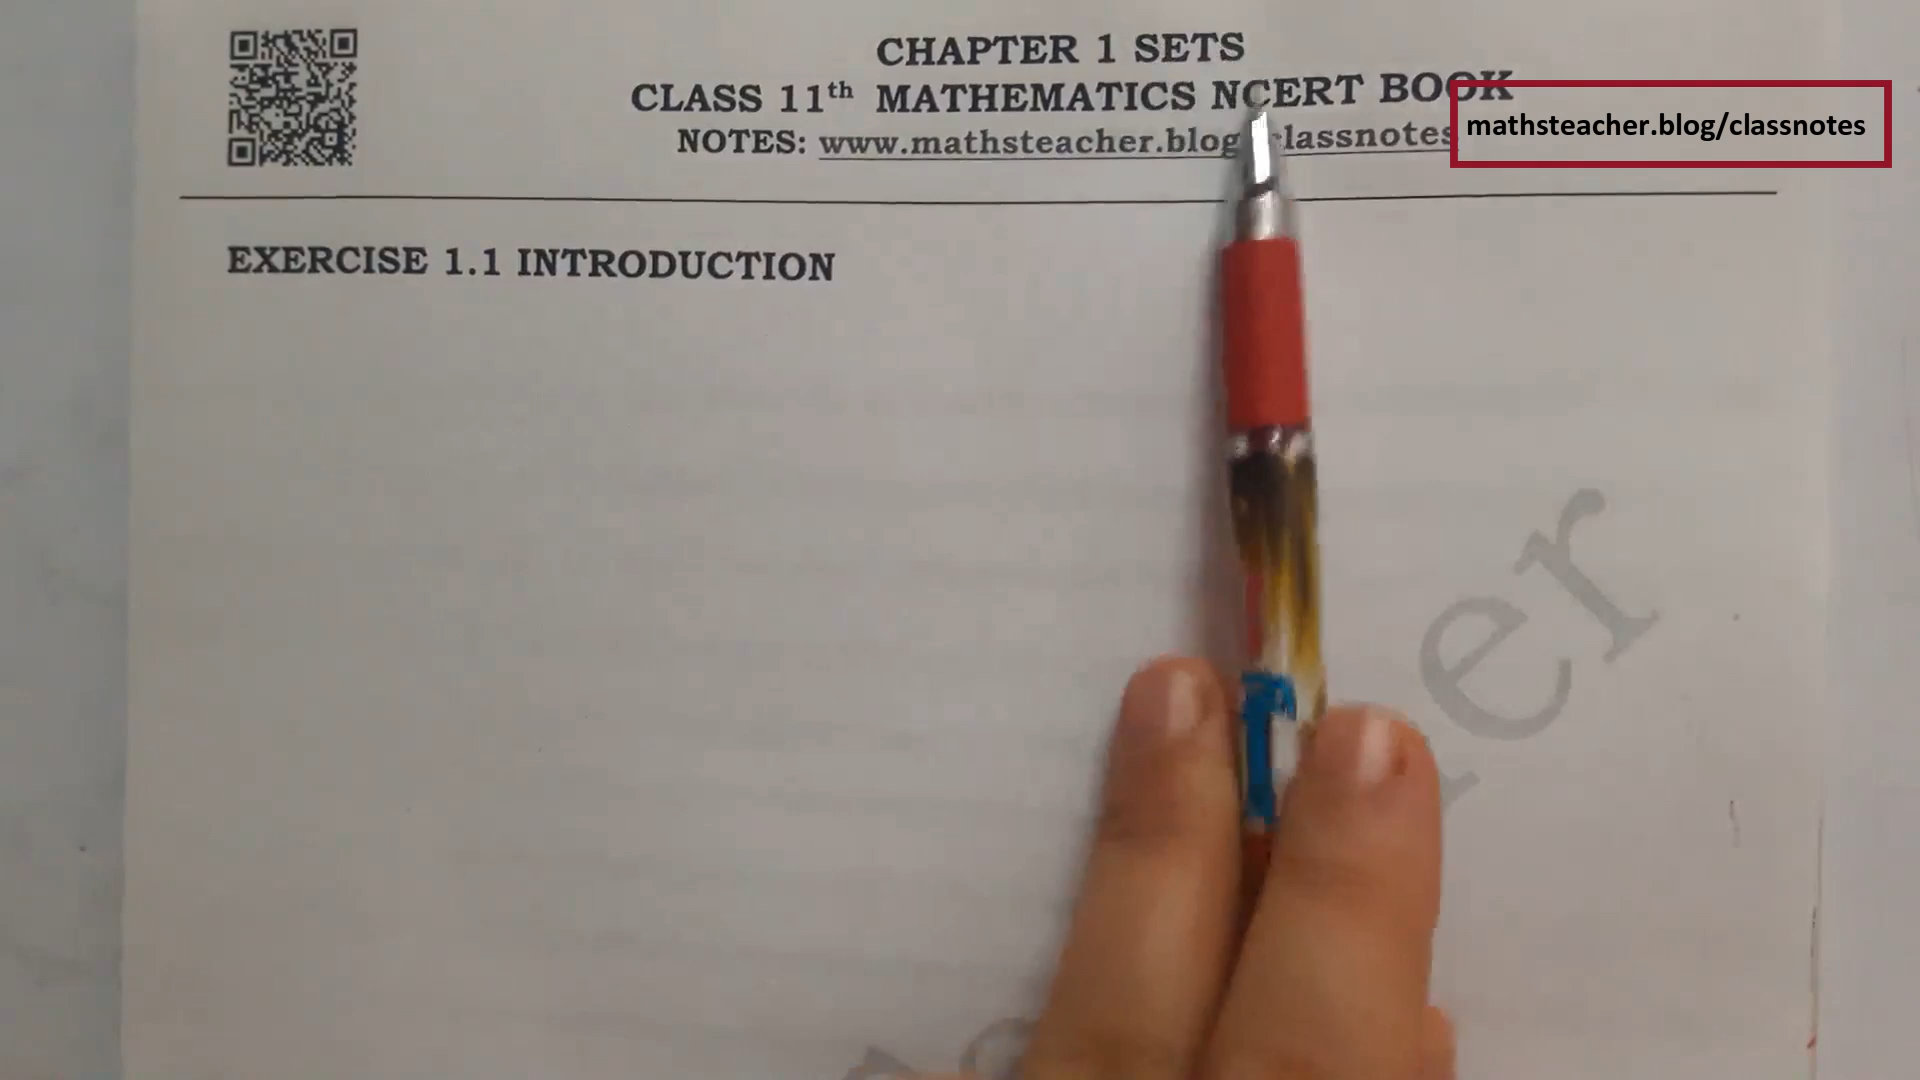 CHAPTER 1 SETS
CLASS 11th MATHEMATICS NCERT BOOK
NOTES: www.mathsteacher.blog classnotes
mathsteacher.blog/classnotes
EXERCISE 1.1 INTRODUCTION